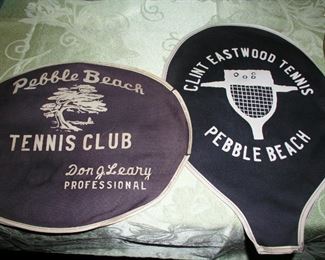 Pebble Beach
TENNIS CLUB
Don J Leary
PROFESSIONAL
CLINT EASTWOOD TENNIS
PEBBLE BEACH